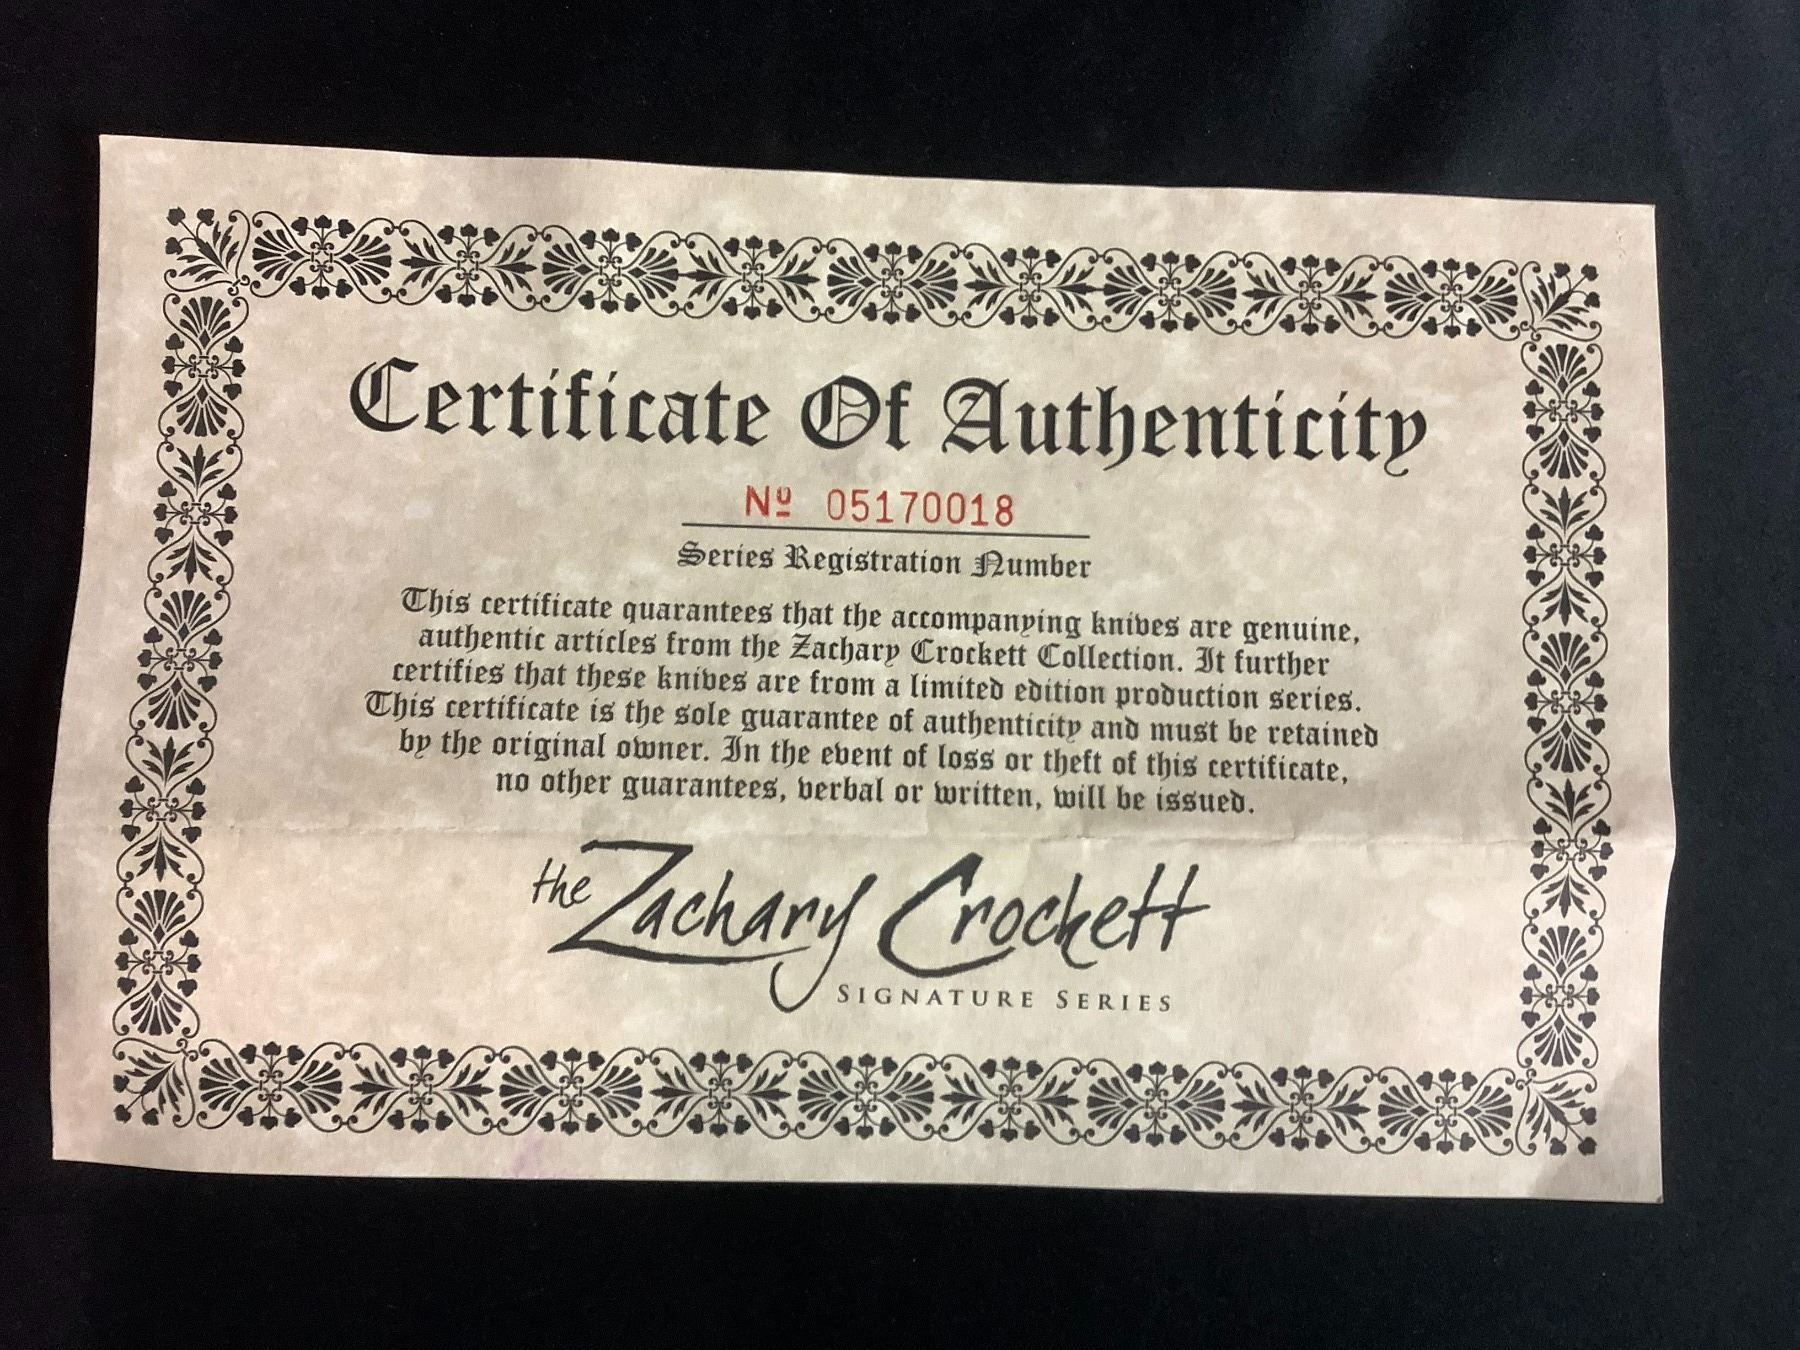 Certificate Of Authenticity
Nº 05170018
Series Registration Number
This certificate quarantees that the accompanying knives are genuine,
authentic articles from the Zachary Crockett Collection. It further
certifies that these knives are from a limited edition production series.
This certificate is the sole guarantee of authenticity and must be retained
by the original owner. In the event of loss or theft of this certificate,
no other guarantees, verbal or written, will be issued.
the Zachary Crockett
SIGNATURE SERIES